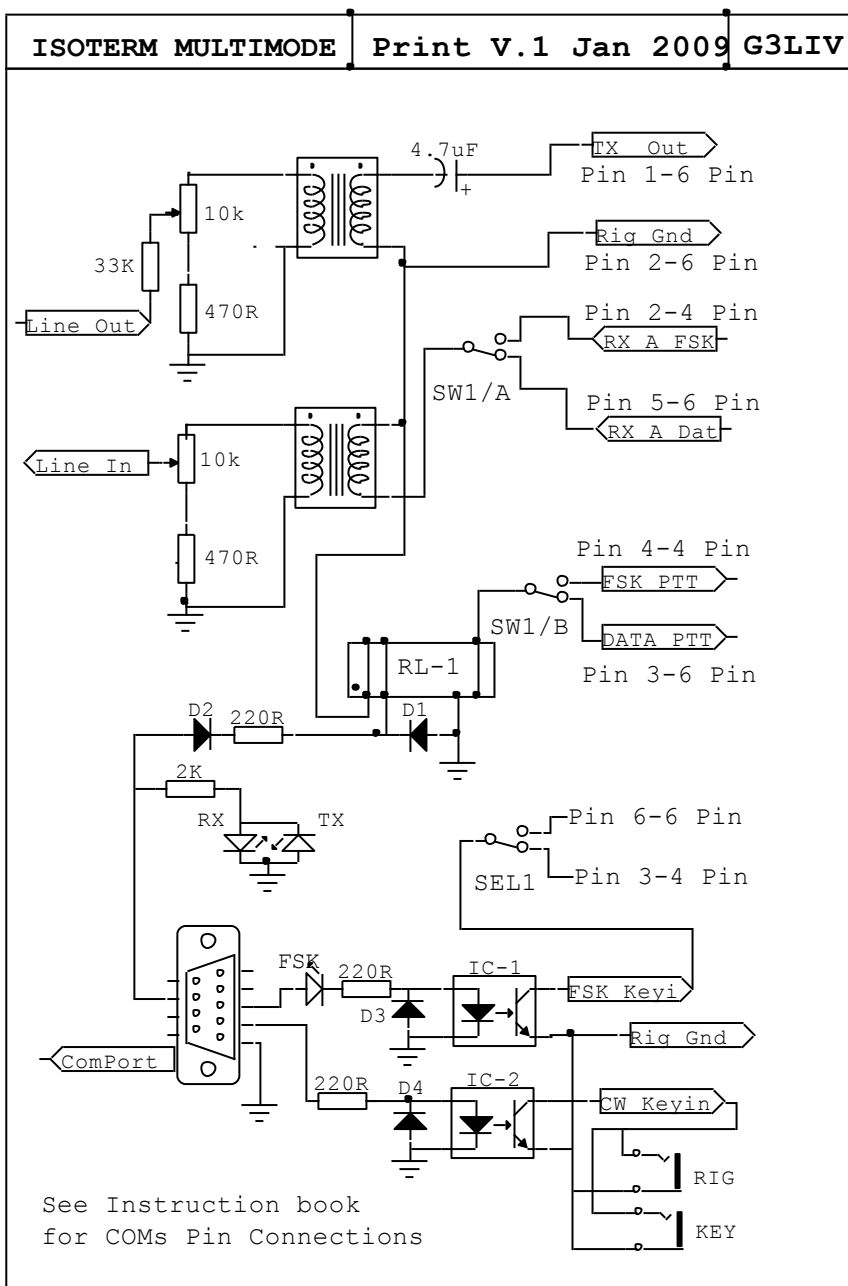 ISOTERM MULTIMODE Print V.1 Jan 2009 G3LIV
4.7uF
+
TX Out
Pin 1-6 Pin
10k
33K
470R
Line Out
Rig Gnd
Pin 2-6 Pin
Pin 2-4 Pin
RX A FSK
SW1/A
Pin 5-6 Pin
RX A Dat
Line In
10k
470R
Pin 4-4 Pin
FSK PTT
SW1/B
DATA PTT
Pin 3-6 Pin
RL-1
D2
220R
D1
2K
RX
TX
Pin 6-6 Pin
SEL1
Pin 3-4 Pin
FSK
220R
IC-1
FSK Keyi
D3
Rig Gnd
ComPort
220R
D4
IC-2
CW Keyin
RIG
KEY
See Instruction book
for COMs Pin Connections